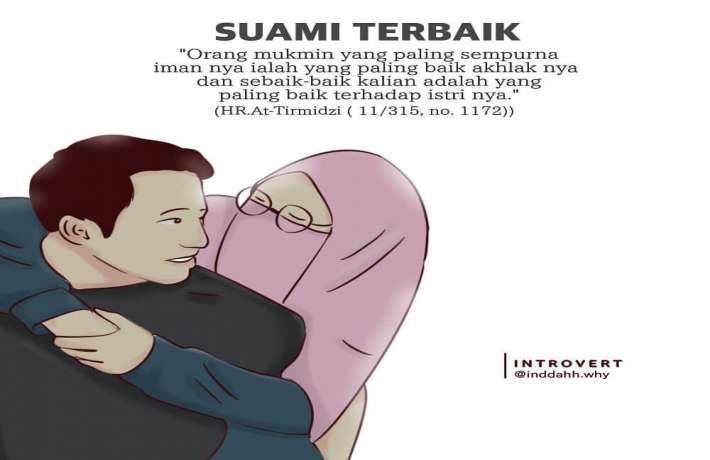 SUAMI TERBAIK
"Orang mukmin yang paling sempurna
iman nya ialah yang paling baik akhlak nya
dan sebaik-baik kalian adalah yang
paling baik terhadap istri nya."
(HR.At-Tirmidzi ( 11/315, no. 1172))
INTROVERT
@inddahh.why